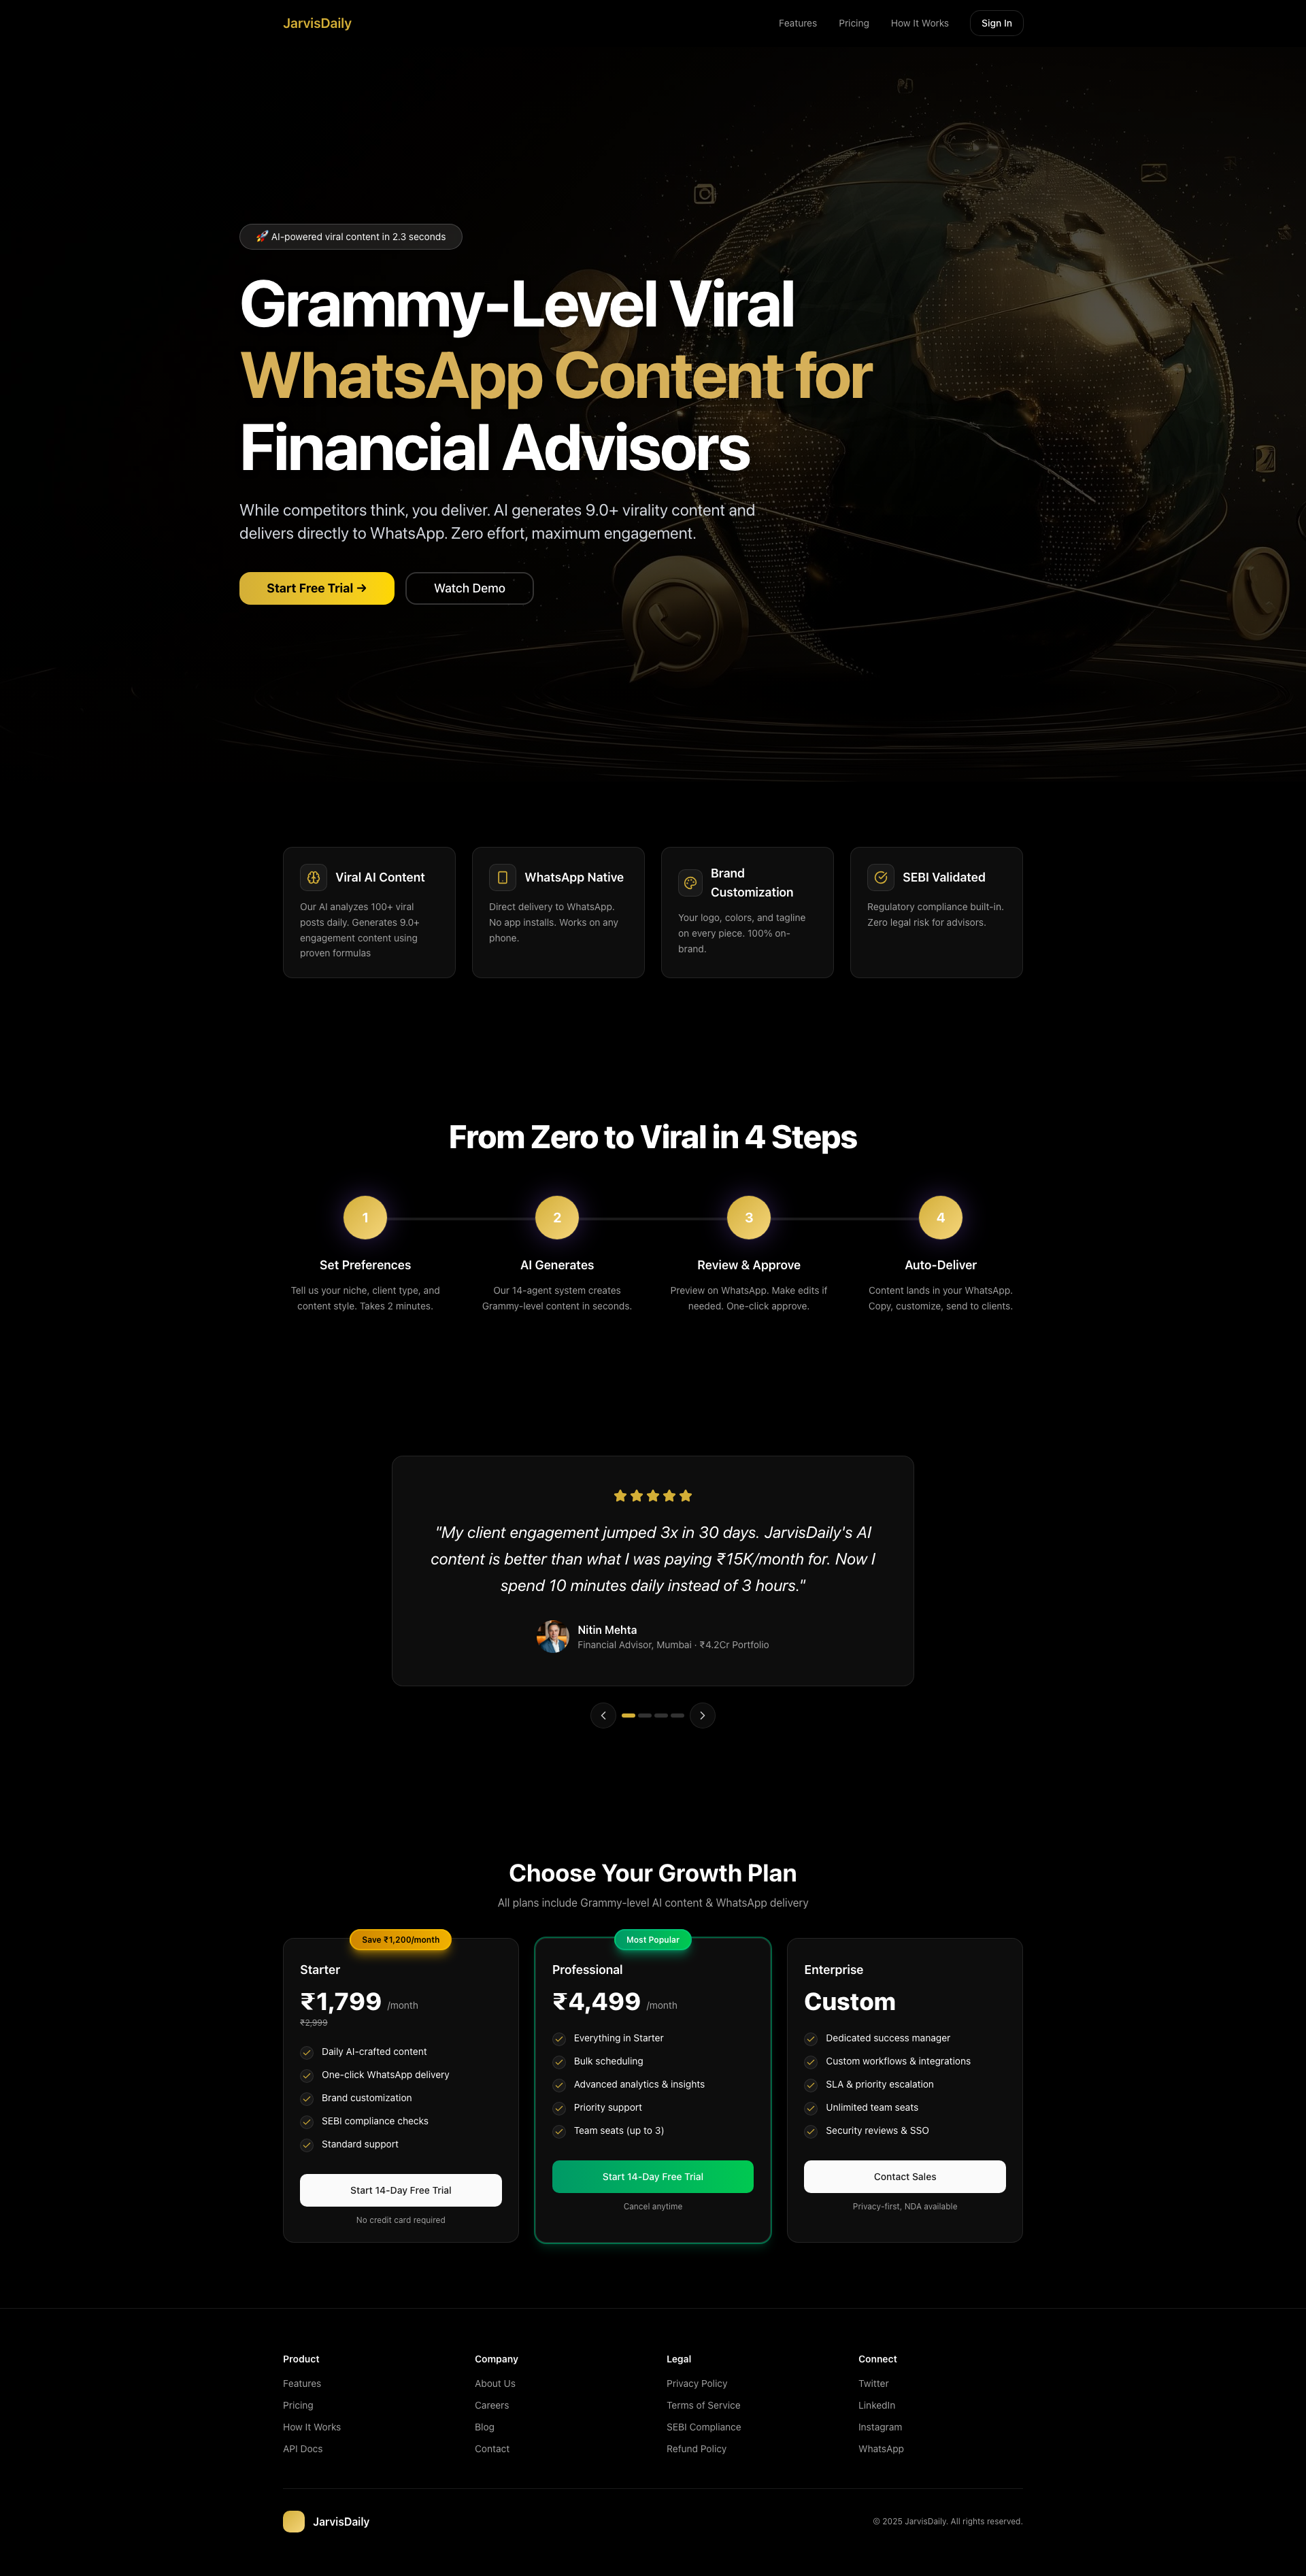 JarvisDaily
Features
Pricing
How It Works
Sign In
🚀 AI-powered viral content in 2.3 seconds
Grammy-Level Viral
WhatsApp Content for
Financial Advisors
While competitors think, you deliver. AI generates 9.0+ virality content and
delivers directly to WhatsApp. Zero effort, maximum engagement.
Start Free Trial →
Watch Demo
Viral AI Content
Our AI analyzes 100+ viral
posts daily. Generates 9.0+
engagement content using
proven formulas
WhatsApp Native
Direct delivery to WhatsApp.
No app installs. Works on any
phone.
Brand
Customization
Your logo, colors, and tagline
on every piece. 100% on-
brand.
SEBI Validated
Regulatory compliance built-in.
Zero legal risk for advisors.
From Zero to Viral in 4 Steps
1
Set Preferences
Tell us your niche, client type, and
content style. Takes 2 minutes.
2
AI Generates
Our 14-agent system creates
Grammy-level content in seconds.
3
Review & Approve
Preview on WhatsApp. Make edits if
needed. One-click approve.
4
Auto-Deliver
Content lands in your WhatsApp.
Copy, customize, send to clients.
"My client engagement jumped 3x in 30 days. JarvisDaily's AI
content is better than what I was paying ₹15K/month for. Now I
spend 10 minutes daily instead of 3 hours."
Nitin Mehta
Financial Advisor, Mumbai · ₹4.2Cr Portfolio
Choose Your Growth Plan
All plans include Grammy-level AI content & WhatsApp delivery
Save ₹1,200/month
Starter
₹1,799 /month
₹2,999
Daily AI-crafted content
One-click WhatsApp delivery
Brand customization
SEBI compliance checks
Standard support
Start 14-Day Free Trial
No credit card required
Most Popular
Professional
₹4,499 /month
Everything in Starter
Bulk scheduling
Advanced analytics & insights
Priority support
Team seats (up to 3)
Start 14-Day Free Trial
Cancel anytime
Enterprise
Custom
Dedicated success manager
Custom workflows & integrations
SLA & priority escalation
Unlimited team seats
Security reviews & SSO
Contact Sales
Privacy-first, NDA available
Product
Features
Pricing
How It Works
API Docs
Company
About Us
Careers
Blog
Contact
Legal
Privacy Policy
Terms of Service
SEBI Compliance
Refund Policy
Connect
Twitter
LinkedIn
Instagram
WhatsApp
JarvisDaily
© 2025 JarvisDaily. All rights reserved.